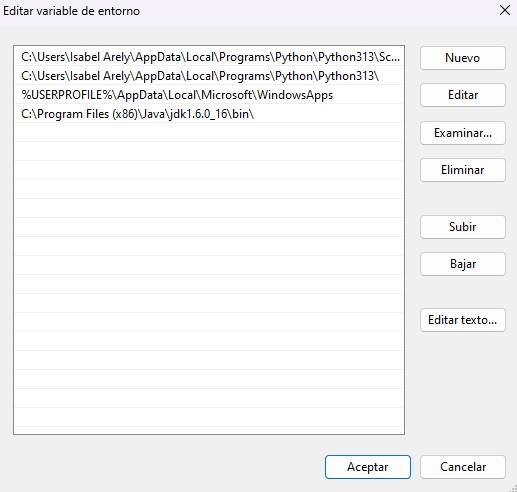 Editar variable de entorno
C:\Users\Isabel Arely\AppData\Local\Programs\Python\Python313\Sc...
C:\Users\Isabel Arely\AppData\Local\Programs\Python\Python313\
%USERPROFILE%\AppData\Local\Microsoft\WindowsApps
C:\Program Files (x86)\Java\jdk1.6.0_16\bin\
Nuevo
Editar
Examinar...
Eliminar
Subir
Bajar
Editar texto...
Aceptar
Cancelar